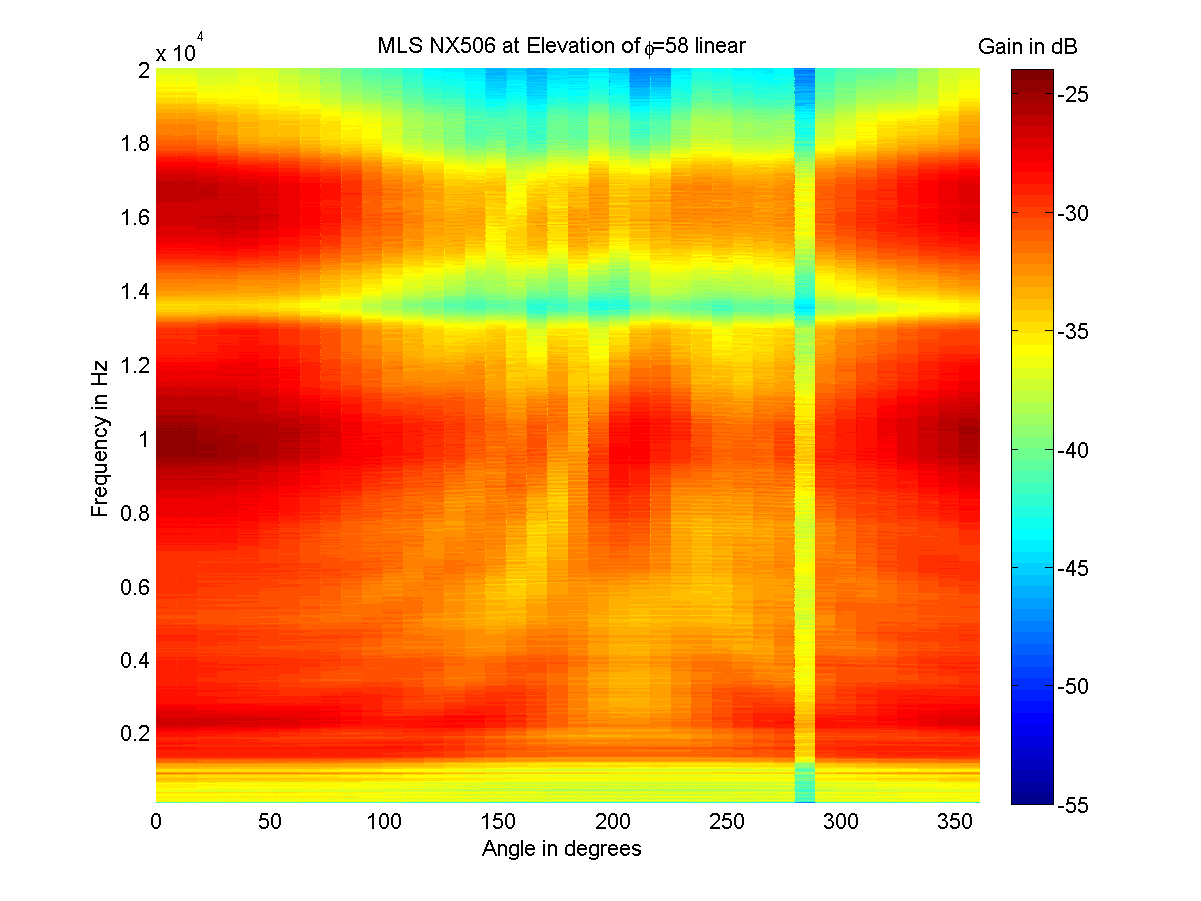 MLS NX506 at Elevation of ϕ=58 linear
Gain in dB
x 10^4
2
1.8
1.6
1.4
1.2
1
0.8
0.6
0.4
0.2
Frequency in Hz
0 50 100 150 200 250 300 350
Angle in degrees
-25
-30
-35
-40
-45
-50
-55